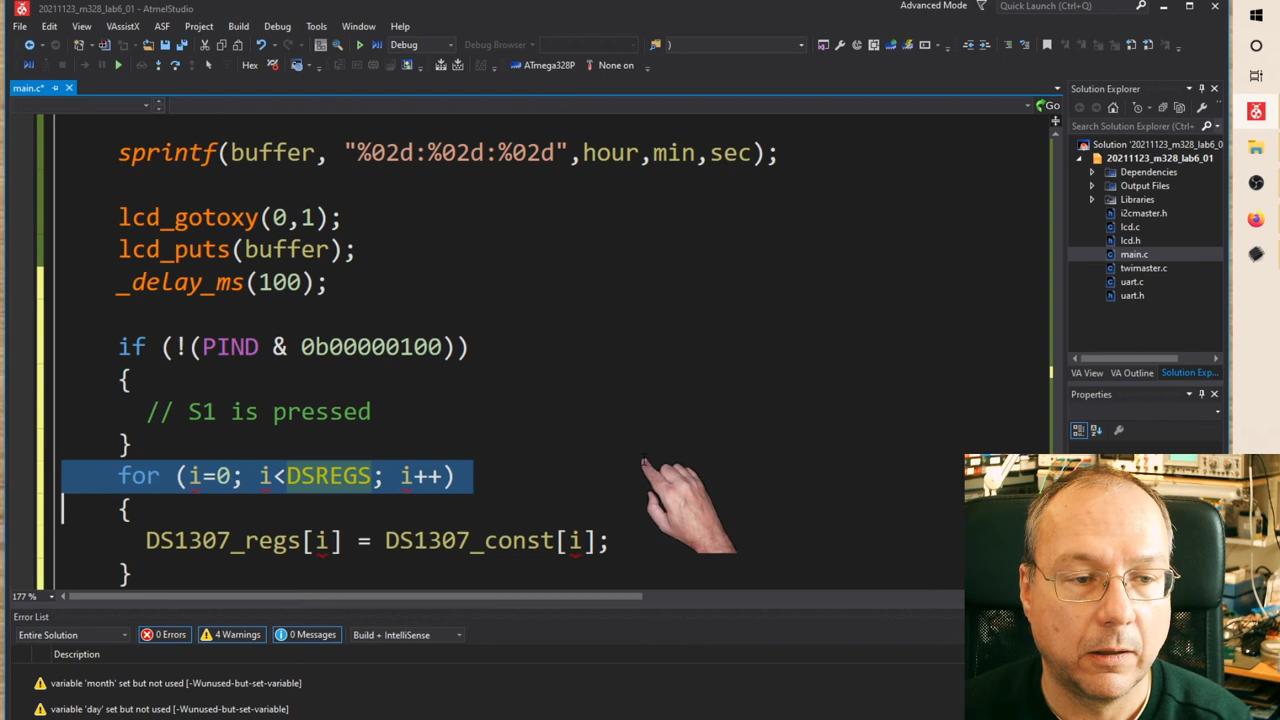 20211123_m328_lab6_01 - AtmelStudio
Advanced Mode
Quick Launch (Ctrl+Q)
File Edit View VAssistX ASF Project Build Debug Tools Window Help
Debug
Debug Browser
)
Hex
ATmega328P
None on
main.c*
Go
sprintf(buffer, "%02d:%02d:%02d",hour,min,sec);
lcd_gotoxy(0,1);
lcd_puts(buffer);
_delay_ms(100);
if (!(PIND & 0b00000100))
{
// S1 is pressed
}
for (i=0; i<DSREGS; i++)
{
DS1307_regs[i] = DS1307_const[i];
}
177 %
Solution Explorer
Search Solution Explorer (Ctrl+
Solution '20211123_m328_lab6_0
20211123_m328_lab6_01
Dependencies
Output Files
Libraries
i2cmaster.h
lcd.c
lcd.h
main.c
twimaster.c
uart.c
uart.h
VA View VA Outline Solution Exp...
Properties
Error List
Entire Solution
0 Errors
4 Warnings
0 Messages
Build + IntelliSense
Description
variable 'month' set but not used [-Wunused-but-set-variable]
variable 'day' set but not used [-Wunused-but-set-variable]